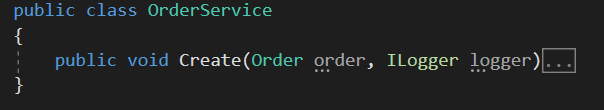 public class OrderService
{
public void Create(Order order, ILogger logger)...
}